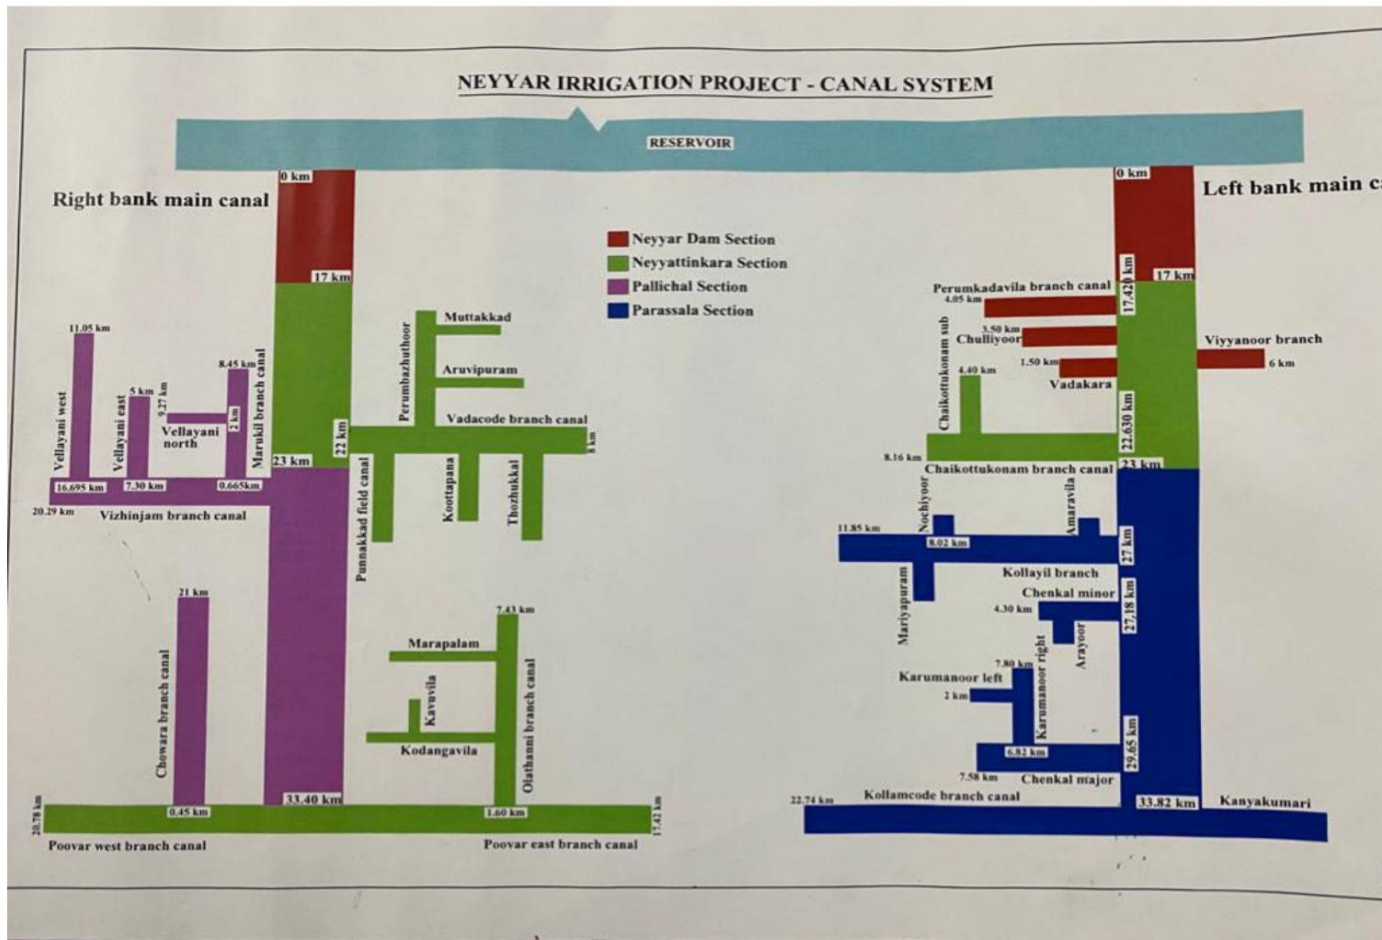 NEYYAR IRRIGATION PROJECT - CANAL SYSTEM
RESERVOIR
0 km
Right bank main canal
17 km
0 km
Left bank main c
17 km
Neyyar Dam Section
Neyyattinkara Section
Pallichal Section
Parassala Section
11.05 km
Vellayani west
5 km
Vellayani east
9.27 km
Vellayani
north
8.45 km
2 km
Marukil branch canal
22 km
23 km
16.695km
7.30 km
0.665km
20.29 km
Vizhinjam branch canal
Perumbazhuthoor
Muttakkad
Aruvipuram
Vadacode branch canal
8 km
Punnakkad field canal
Koottapana
Thozhukkal
21 km
Chowara branch canal
7.43 km
Marapalam
Kavuvila
Kodangavila
Olathanni branch canal
33.40 km
20.78 km
0.45 km
1.60 km
17.42 km
Poovar west branch canal
Poovar east branch canal
17.420 km
Perumkadavila branch canal
4.05 km
3.50 km
Chulliyoor
1.50 km
Vadakara
Viyyanoor branch
6 km
Chaikottukonam sub
4.40 km
22.630 km
8.16 km
Chaikottukonam branch canal
23 km
Nochiyoor
Amaravila
11.85 km
8.02 km
27 km
Kollayil branch
Mariyapuram
Chenkal minor
4.30 km
27.18 km
Arayoor
7.80 km
Karumanoor left
2 km
Karumanoor right
6.82 km
29.65 km
7.58 km
Chenkal major
Kollamcode branch canal
22.74 km
33.82 km
Kanyakumari